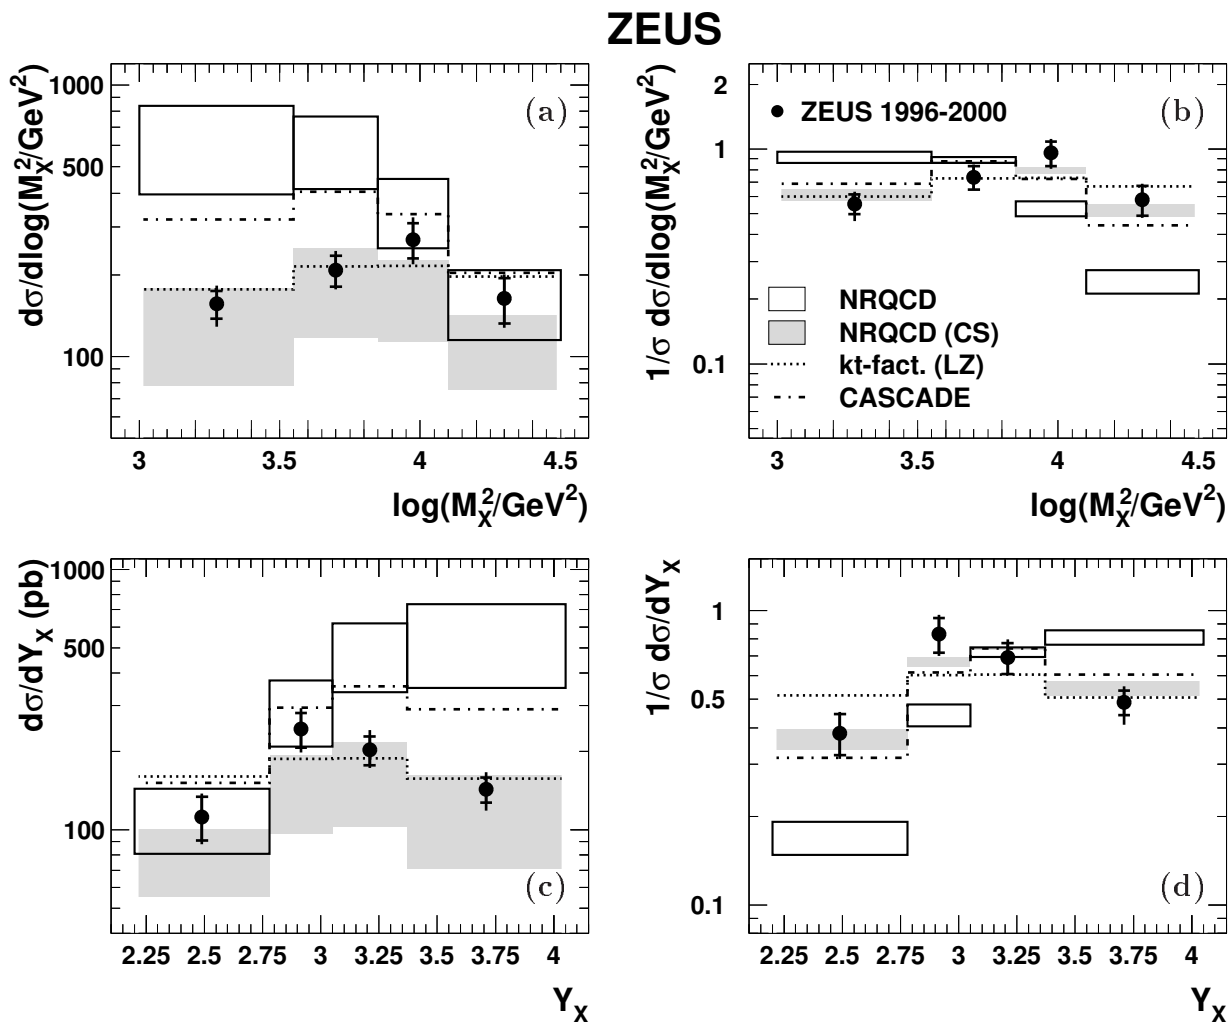 ZEUS
dσ/dlog(M_X^2/GeV^2)
1000
500
100
(a)
3
3.5
4
4.5
log(M_X^2/GeV^2)
1/σ dσ/dlog(M_X^2/GeV^2)
2
1
0.1
(b)
ZEUS 1996-2000
NRQCD
NRQCD (CS)
kt-fact. (LZ)
CASCADE
3
3.5
4
4.5
log(M_X^2/GeV^2)
dσ/dY_X (pb)
1000
500
100
(c)
2.25
2.5
2.75
3
3.25
3.5
3.75
4
Y_X
1/σ dσ/dY_X
1
0.5
0.1
(d)
2.25
2.5
2.75
3
3.25
3.5
3.75
4
Y_X